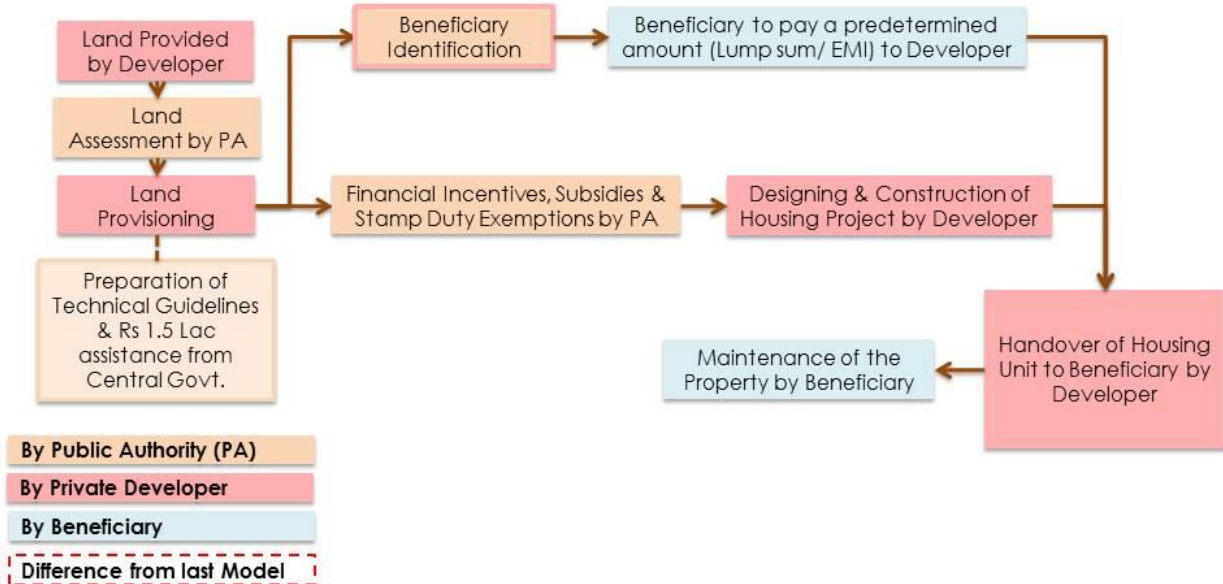 Land Provided
by Developer
Land
Assessment by PA
Land
Provisioning
Preparation of
Technical Guidelines
& Rs 1.5 Lac
assistance from
Central Govt.
Beneficiary
Identification
Beneficiary to pay a predetermined
amount (Lump sum/ EMI) to Developer
Financial Incentives, Subsidies &
Stamp Duty Exemptions by PA
Designing & Construction of
Housing Project by Developer
Handover of Housing
Unit to Beneficiary by
Developer
Maintenance of the
Property by Beneficiary
By Public Authority (PA)
By Private Developer
By Beneficiary
Difference from last Model